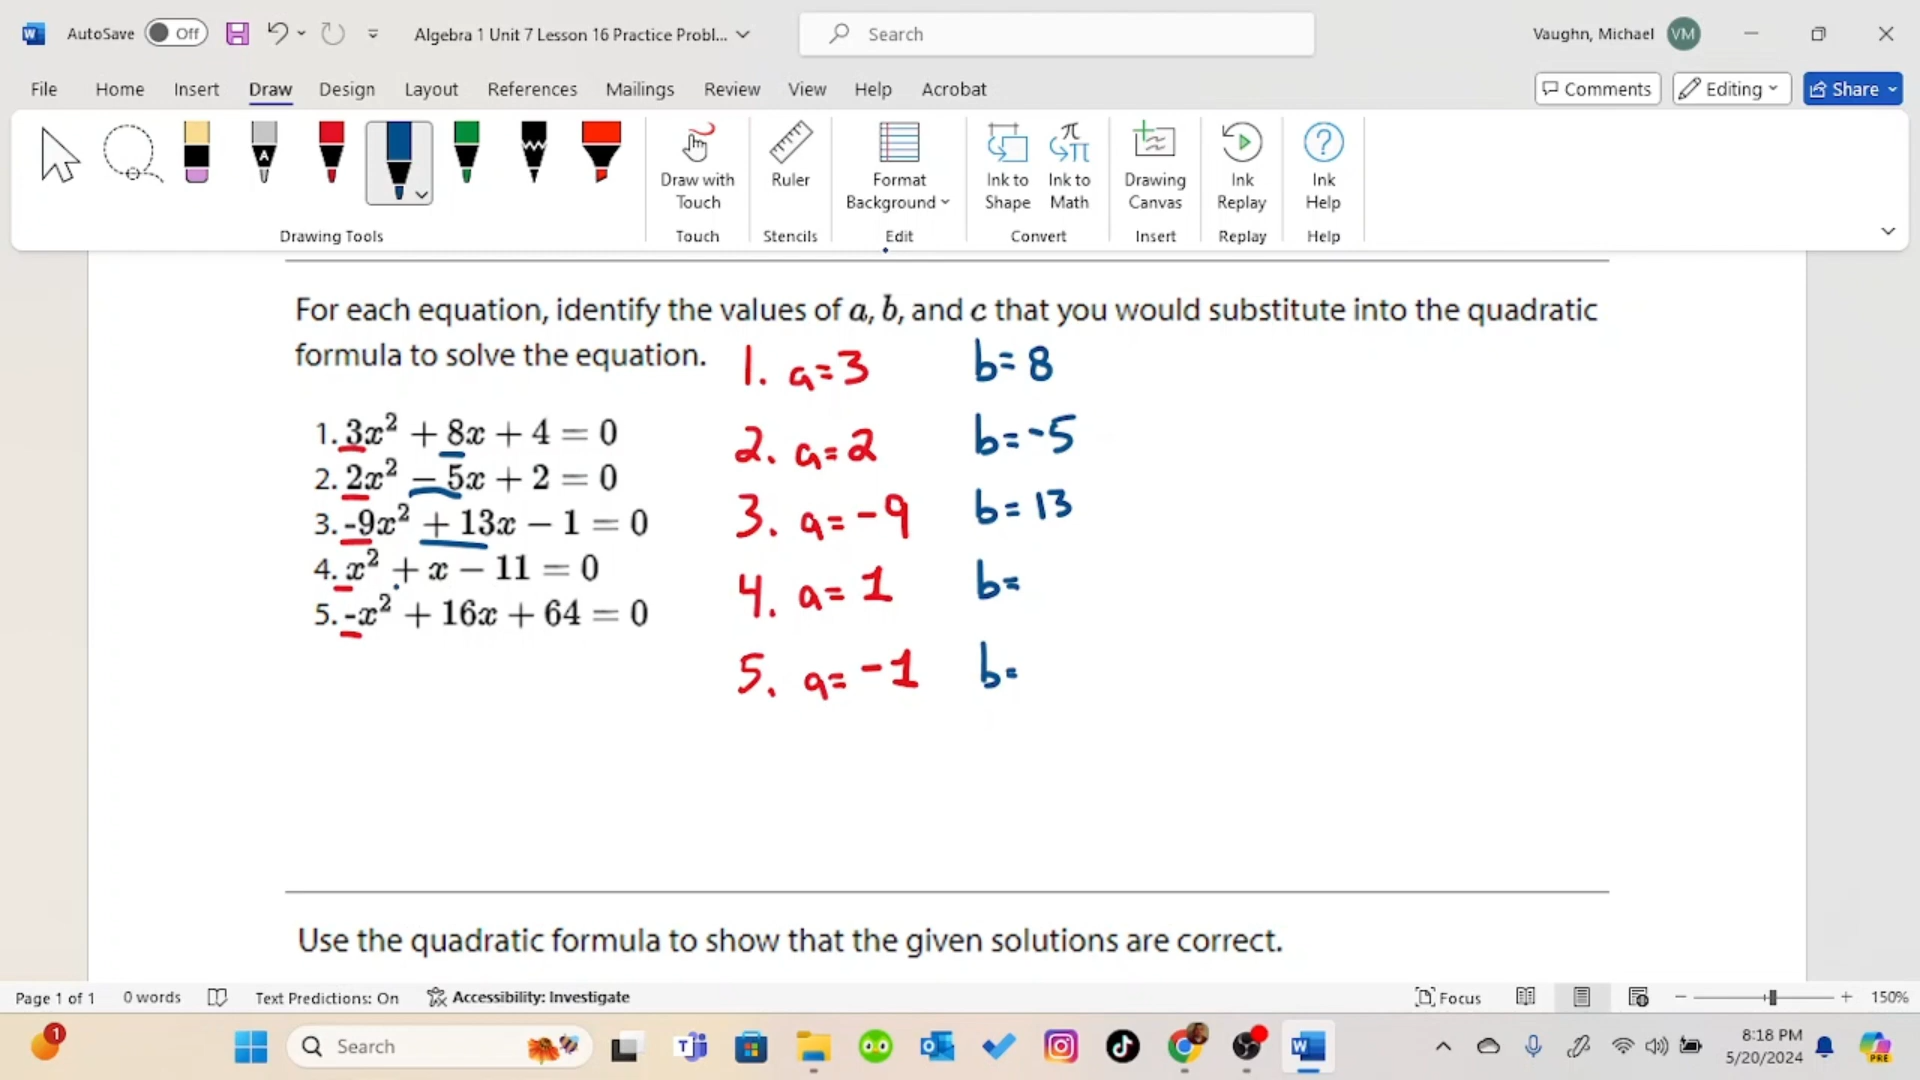 AutoSave Off Algebra 1 Unit 7 Lesson 16 Practice Probl... Search Vaughn, Michael VM
File Home Insert Draw Design Layout References Mailings Review View Help Acrobat Comments Editing Share
A
Draw with Touch Ruler Format Background Ink to Shape Ink to Math Drawing Canvas Ink Replay Ink Help
Drawing Tools Touch Stencils Edit Convert Insert Replay Help
For each equation, identify the values of a, b, and c that you would substitute into the quadratic
formula to solve the equation.
1. a=3 b= 8
1. 3x² + 8x + 4 = 0
2. a=2 b= -5
2. 2x² − 5x + 2 = 0
3. a= -9 b= 13
3. -9x² + 13x − 1 = 0
4. x² + x − 11 = 0
4. a= 1 b=
5. -x² + 16x + 64 = 0
5. a= -1 b=
Use the quadratic formula to show that the given solutions are correct.
Page 1 of 1 0 words Text Predictions: On Accessibility: Investigate Focus − + 150%
1 Search 8:18 PM
5/20/2024 PRE